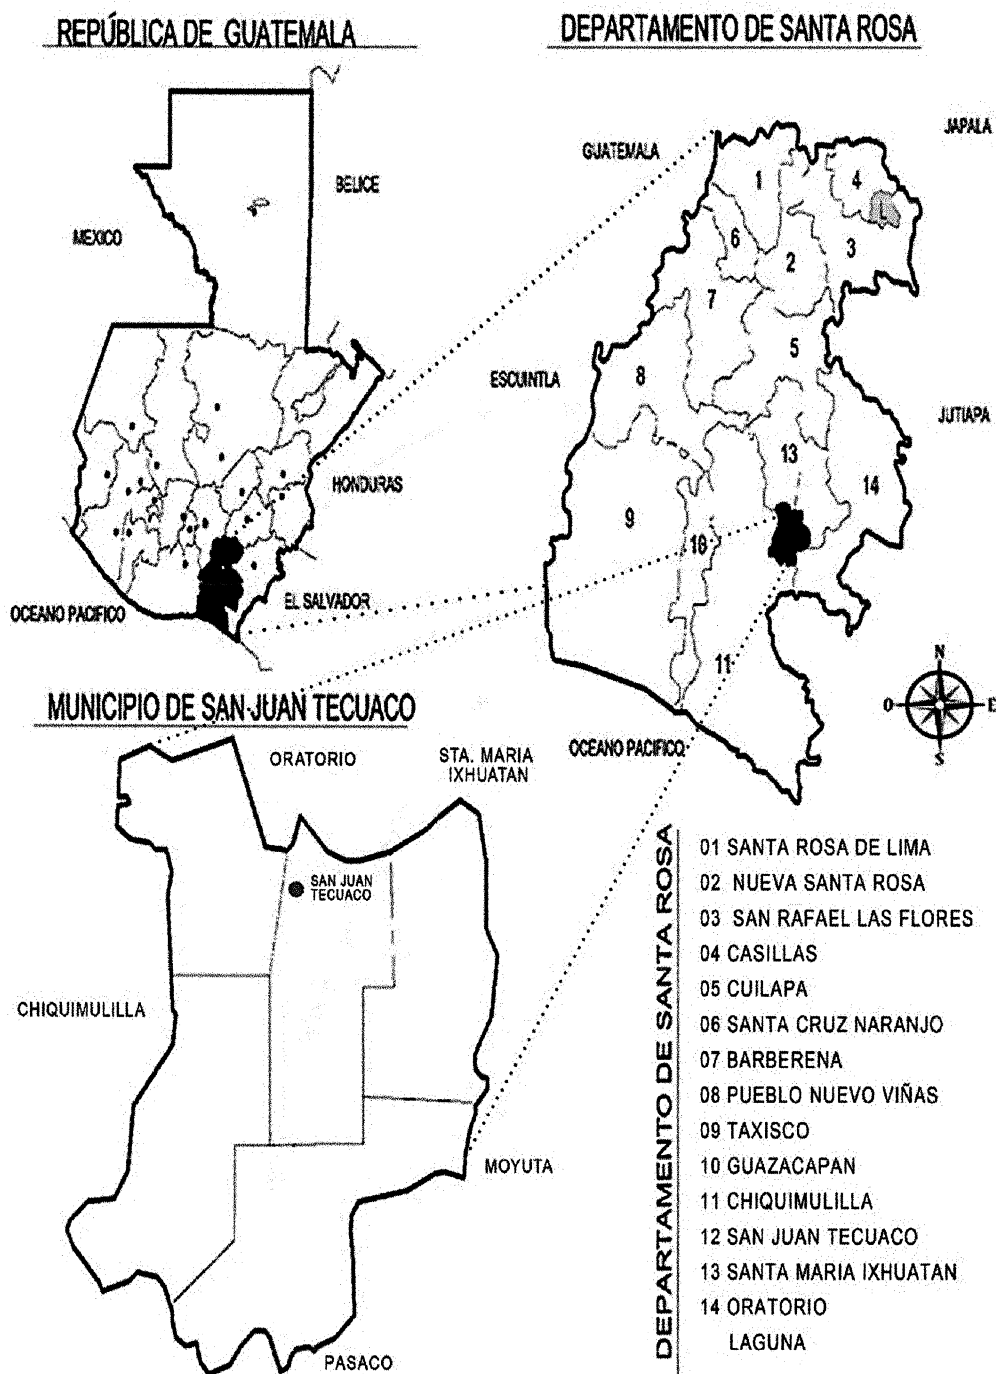 REPÚBLICA DE GUATEMALA
DEPARTAMENTO DE SANTA ROSA
BELICE
MEXICO
HONDURAS
EL SALVADOR
OCEANO PACIFICO
JAPALA
GUATEMALA
1
4
L
6
2
3
7
5
8
ESCUINTLA
JUTIAPA
13
14
9
10
11
OCEANO PACIFICO
N
O
E
S
MUNICIPIO DE SAN JUAN TECUACO
ORATORIO
STA. MARIA
IXHUATAN
SAN JUAN
TECUACO
CHIQUIMULILLA
MOYUTA
PASACO
DEPARTAMENTO DE SANTA ROSA
01 SANTA ROSA DE LIMA
02 NUEVA SANTA ROSA
03 SAN RAFAEL LAS FLORES
04 CASILLAS
05 CUILAPA
06 SANTA CRUZ NARANJO
07 BARBERENA
08 PUEBLO NUEVO VIÑAS
09 TAXISCO
10 GUAZACAPAN
11 CHIQUIMULILLA
12 SAN JUAN TECUACO
13 SANTA MARIA IXHUATAN
14 ORATORIO
LAGUNA